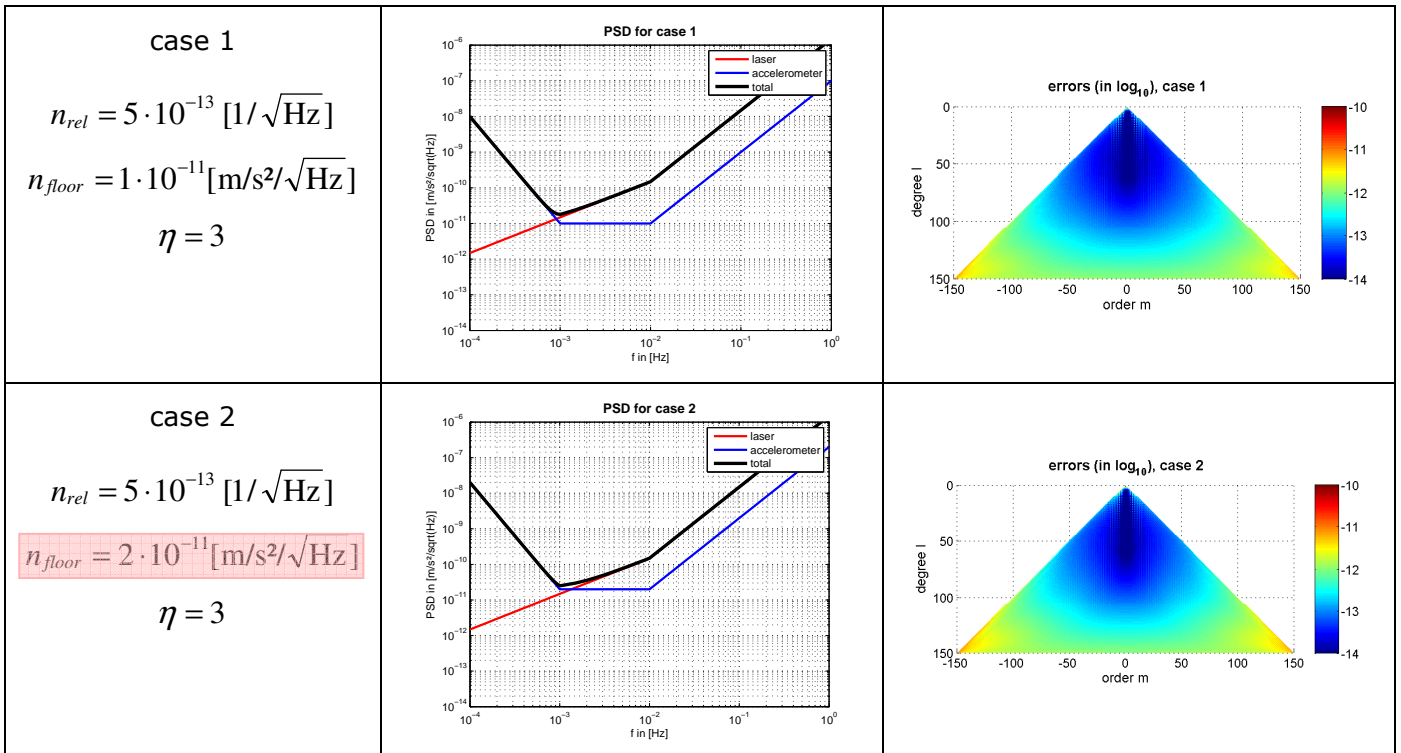 case 1
n_rel = 5·10⁻¹³ [1/√Hz]
n_floor = 1·10⁻¹¹[m/s²/√Hz]
η = 3
PSD for case 1
laser
accelerometer
total
PSD in [m/s²/sqrt(Hz)]
10⁻⁶
10⁻⁷
10⁻⁸
10⁻⁹
10⁻¹⁰
10⁻¹¹
10⁻¹²
10⁻¹³
10⁻¹⁴
10⁻⁴ 10⁻³ 10⁻² 10⁻¹ 10⁰
f in [Hz]
errors (in log₁₀), case 1
degree l
0
50
100
150
-150 -100 -50 0 50 100 150
order m
-10
-11
-12
-13
-14
case 2
n_rel = 5·10⁻¹³ [1/√Hz]
n_floor = 2·10⁻¹¹[m/s²/√Hz]
η = 3
PSD for case 2
laser
accelerometer
total
PSD in [m/s²/sqrt(Hz)]
10⁻⁶
10⁻⁷
10⁻⁸
10⁻⁹
10⁻¹⁰
10⁻¹¹
10⁻¹²
10⁻¹³
10⁻¹⁴
10⁻⁴ 10⁻³ 10⁻² 10⁻¹ 10⁰
f in [Hz]
errors (in log₁₀), case 2
degree l
0
50
100
150
-150 -100 -50 0 50 100 150
order m
-10
-11
-12
-13
-14